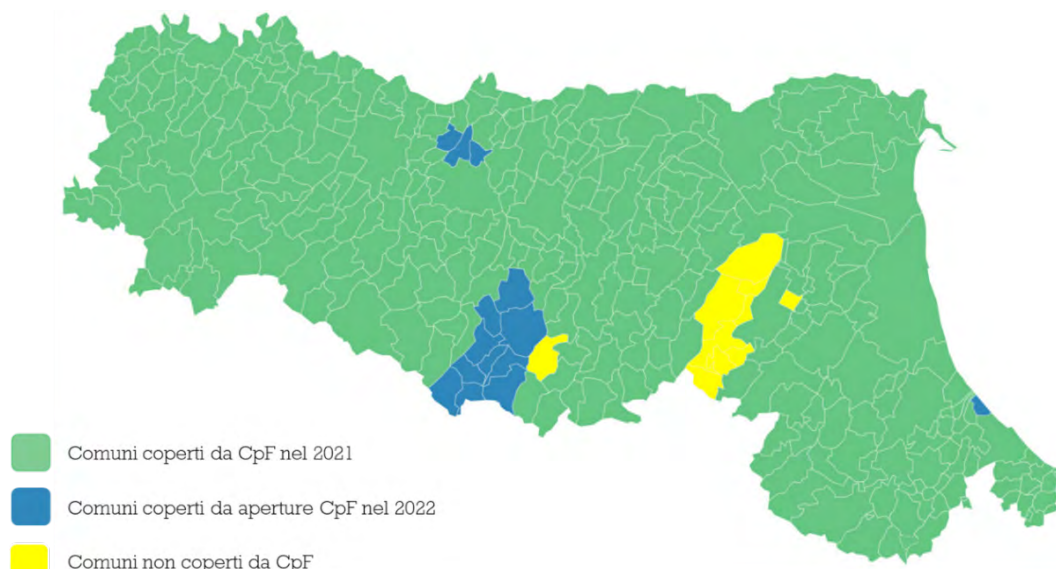 Comuni coperti da CpF nel 2021
Comuni coperti da aperture CpF nel 2022
Comuni non coperti da CpF